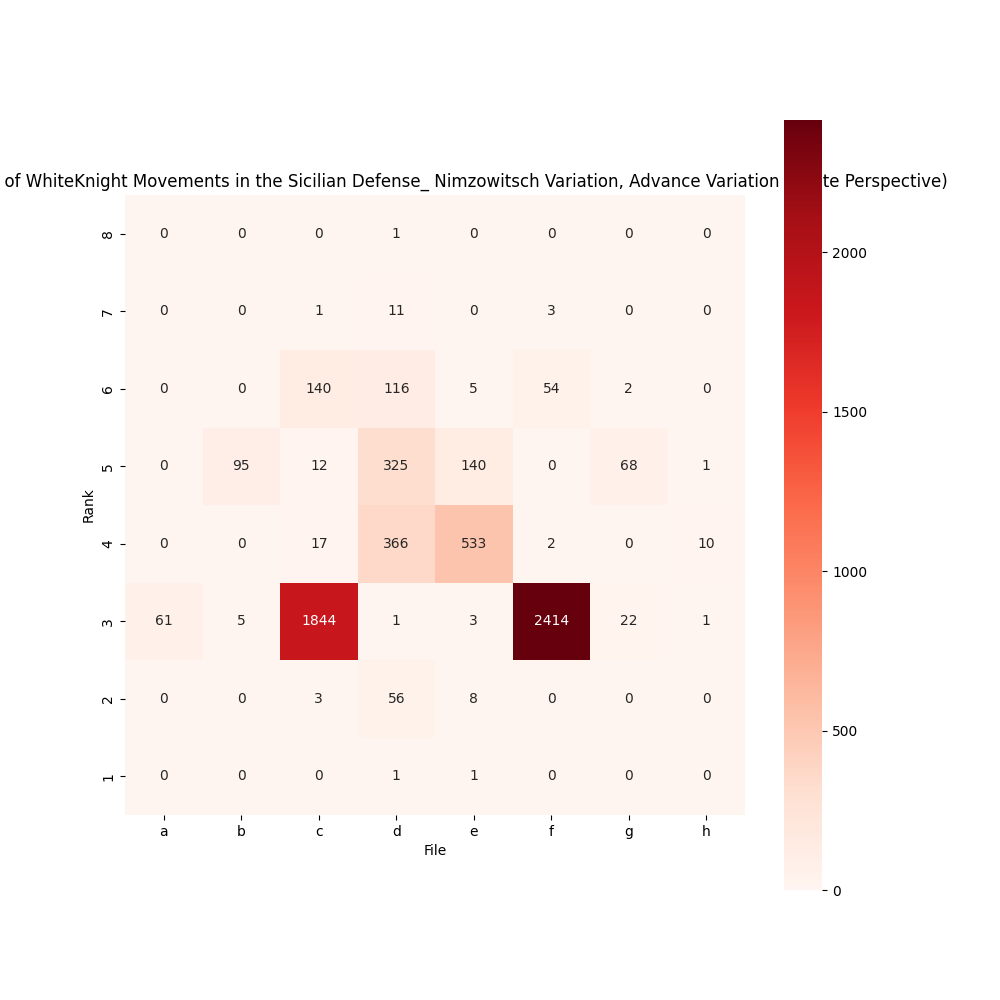 of WhiteKnight Movements in the Sicilian Defense_ Nimzowitsch Variation, Advance Variation te Perspective)
8 0 0 0 1 0 0 0 0
7 0 0 1 11 0 3 0 0
6 0 0 140 116 5 54 2 0
5 0 95 12 325 140 0 68 1
4 0 0 17 366 533 2 0 10
3 61 5 1844 1 3 2414 22 1
2 0 0 3 56 8 0 0 0
1 0 0 0 1 1 0 0 0
a b c d e f g h
File
Rank
2000
1500
1000
500
0